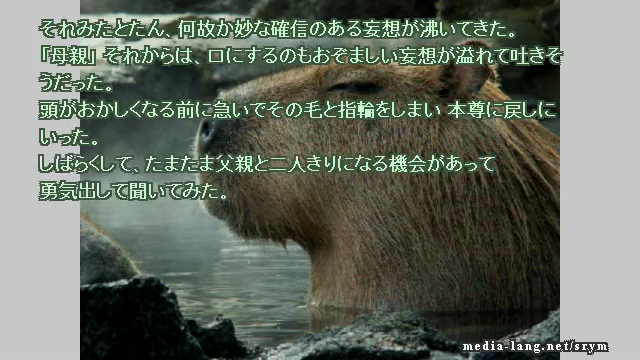 それみたとたん、何故か妙な確信のある妄想が沸いてきた。
「母親」それからは、口にするのもおぞましい妄想が溢れて吐きそ
うだった。
頭がおかしくなる前に急いでその毛と指輪をしまい 本尊に戻しに
いった。
しばらくして、たまたま父親と二人きりになる機会があって
勇気出して聞いてみた。
media-lang.net/srym